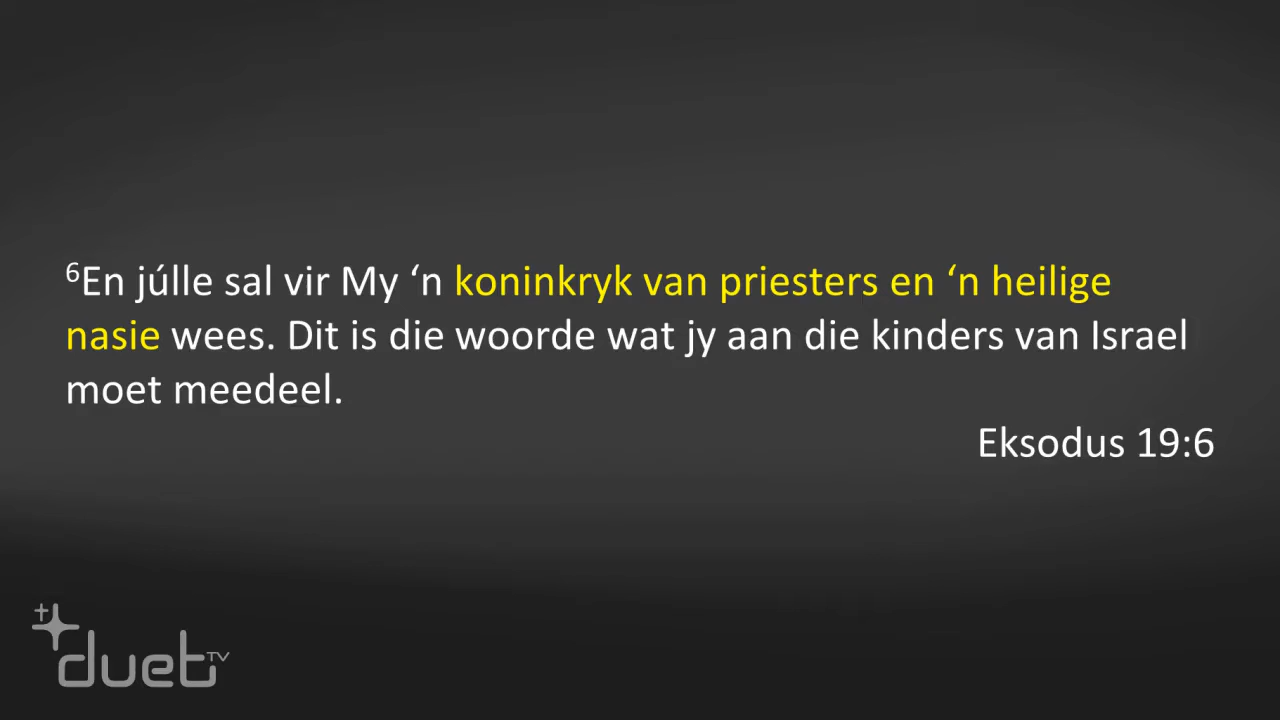 ⁶En júlle sal vir My ‘n koninkryk van priesters en ‘n heilige
nasie wees. Dit is die woorde wat jy aan die kinders van Israel
moet meedeel.
Eksodus 19:6
duet TV